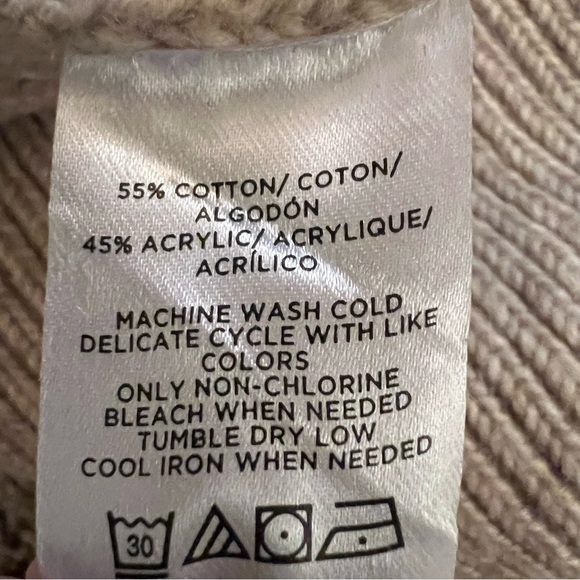 55% COTTON/ COTON/
ALGODÓN
45% ACRYLIC/ ACRYLIQUE/
ACRÍLICO
MACHINE WASH COLD
DELICATE CYCLE WITH LIKE
COLORS
ONLY NON-CHLORINE
BLEACH WHEN NEEDED
TUMBLE DRY LOW
COOL IRON WHEN NEEDED
30